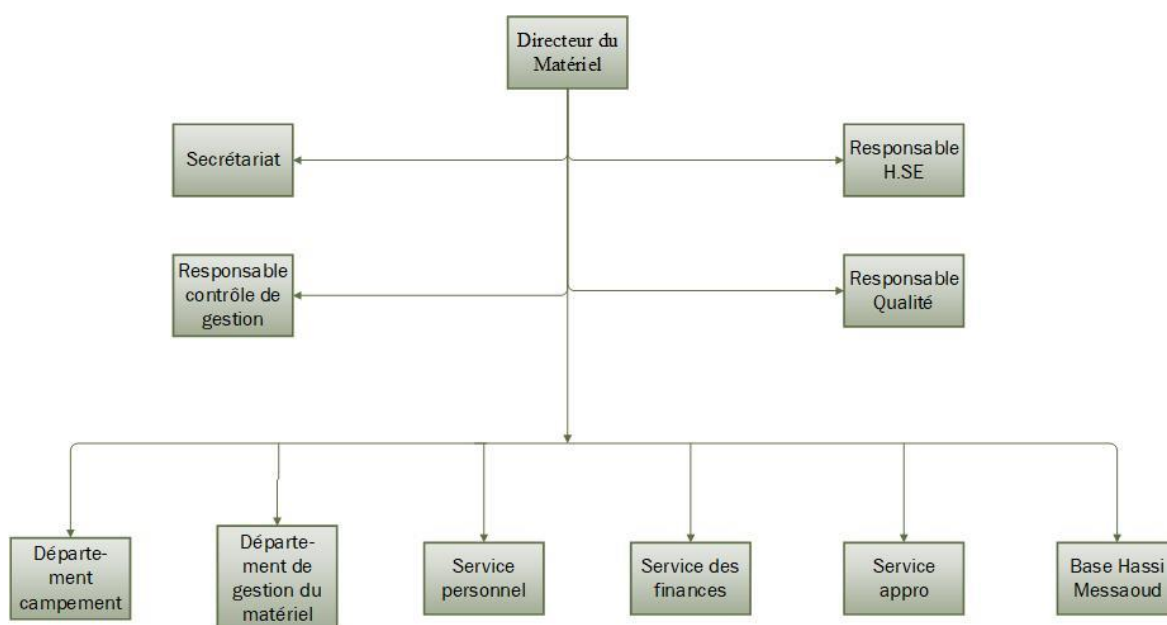 Directeur du
Matériel
Secrétariat
Responsable
H.SE
Responsable
contrôle de
gestion
Responsable
Qualité
Départe-
ment
campement
Départe-
ment de
gestion du
matériel
Service
personnel
Service des
finances
Service
appro
Base Hassi
Messaoud